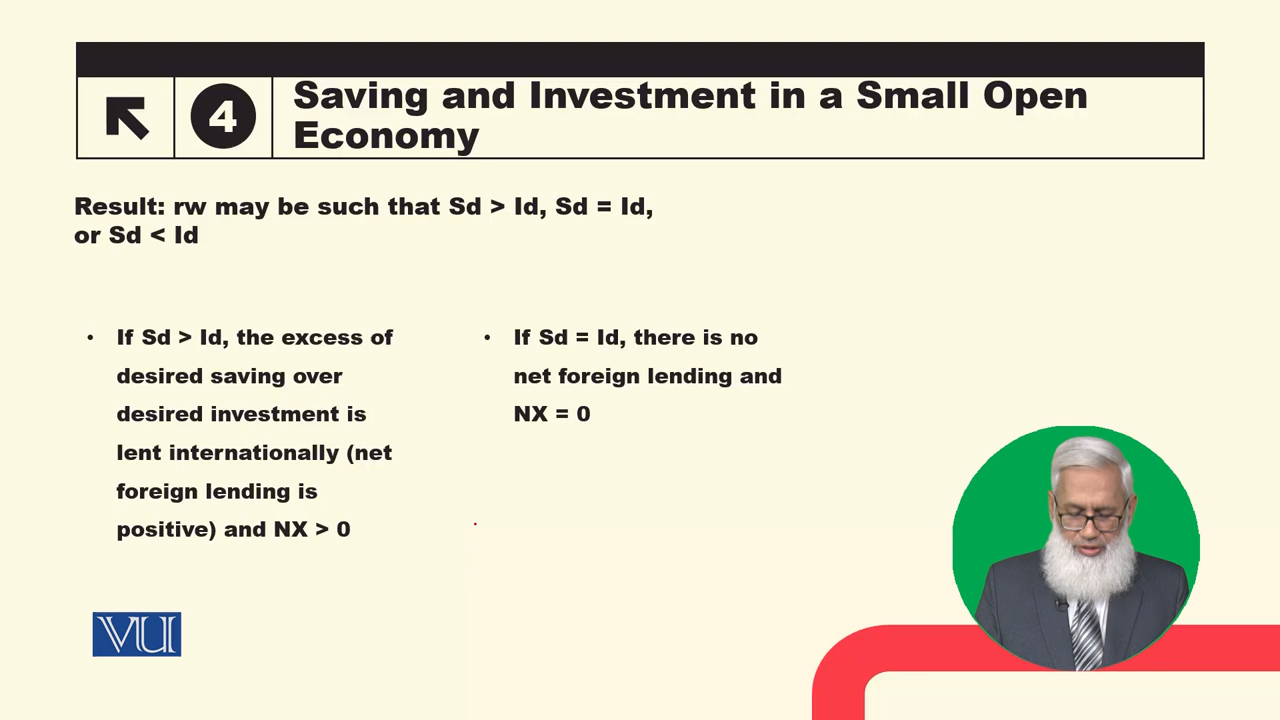 4
Saving and Investment in a Small Open
Economy
Result: rw may be such that Sd > Id, Sd = Id,
or Sd < Id
• If Sd > Id, the excess of
desired saving over
desired investment is
lent internationally (net
foreign lending is
positive) and NX > 0
• If Sd = Id, there is no
net foreign lending and
NX = 0
VU